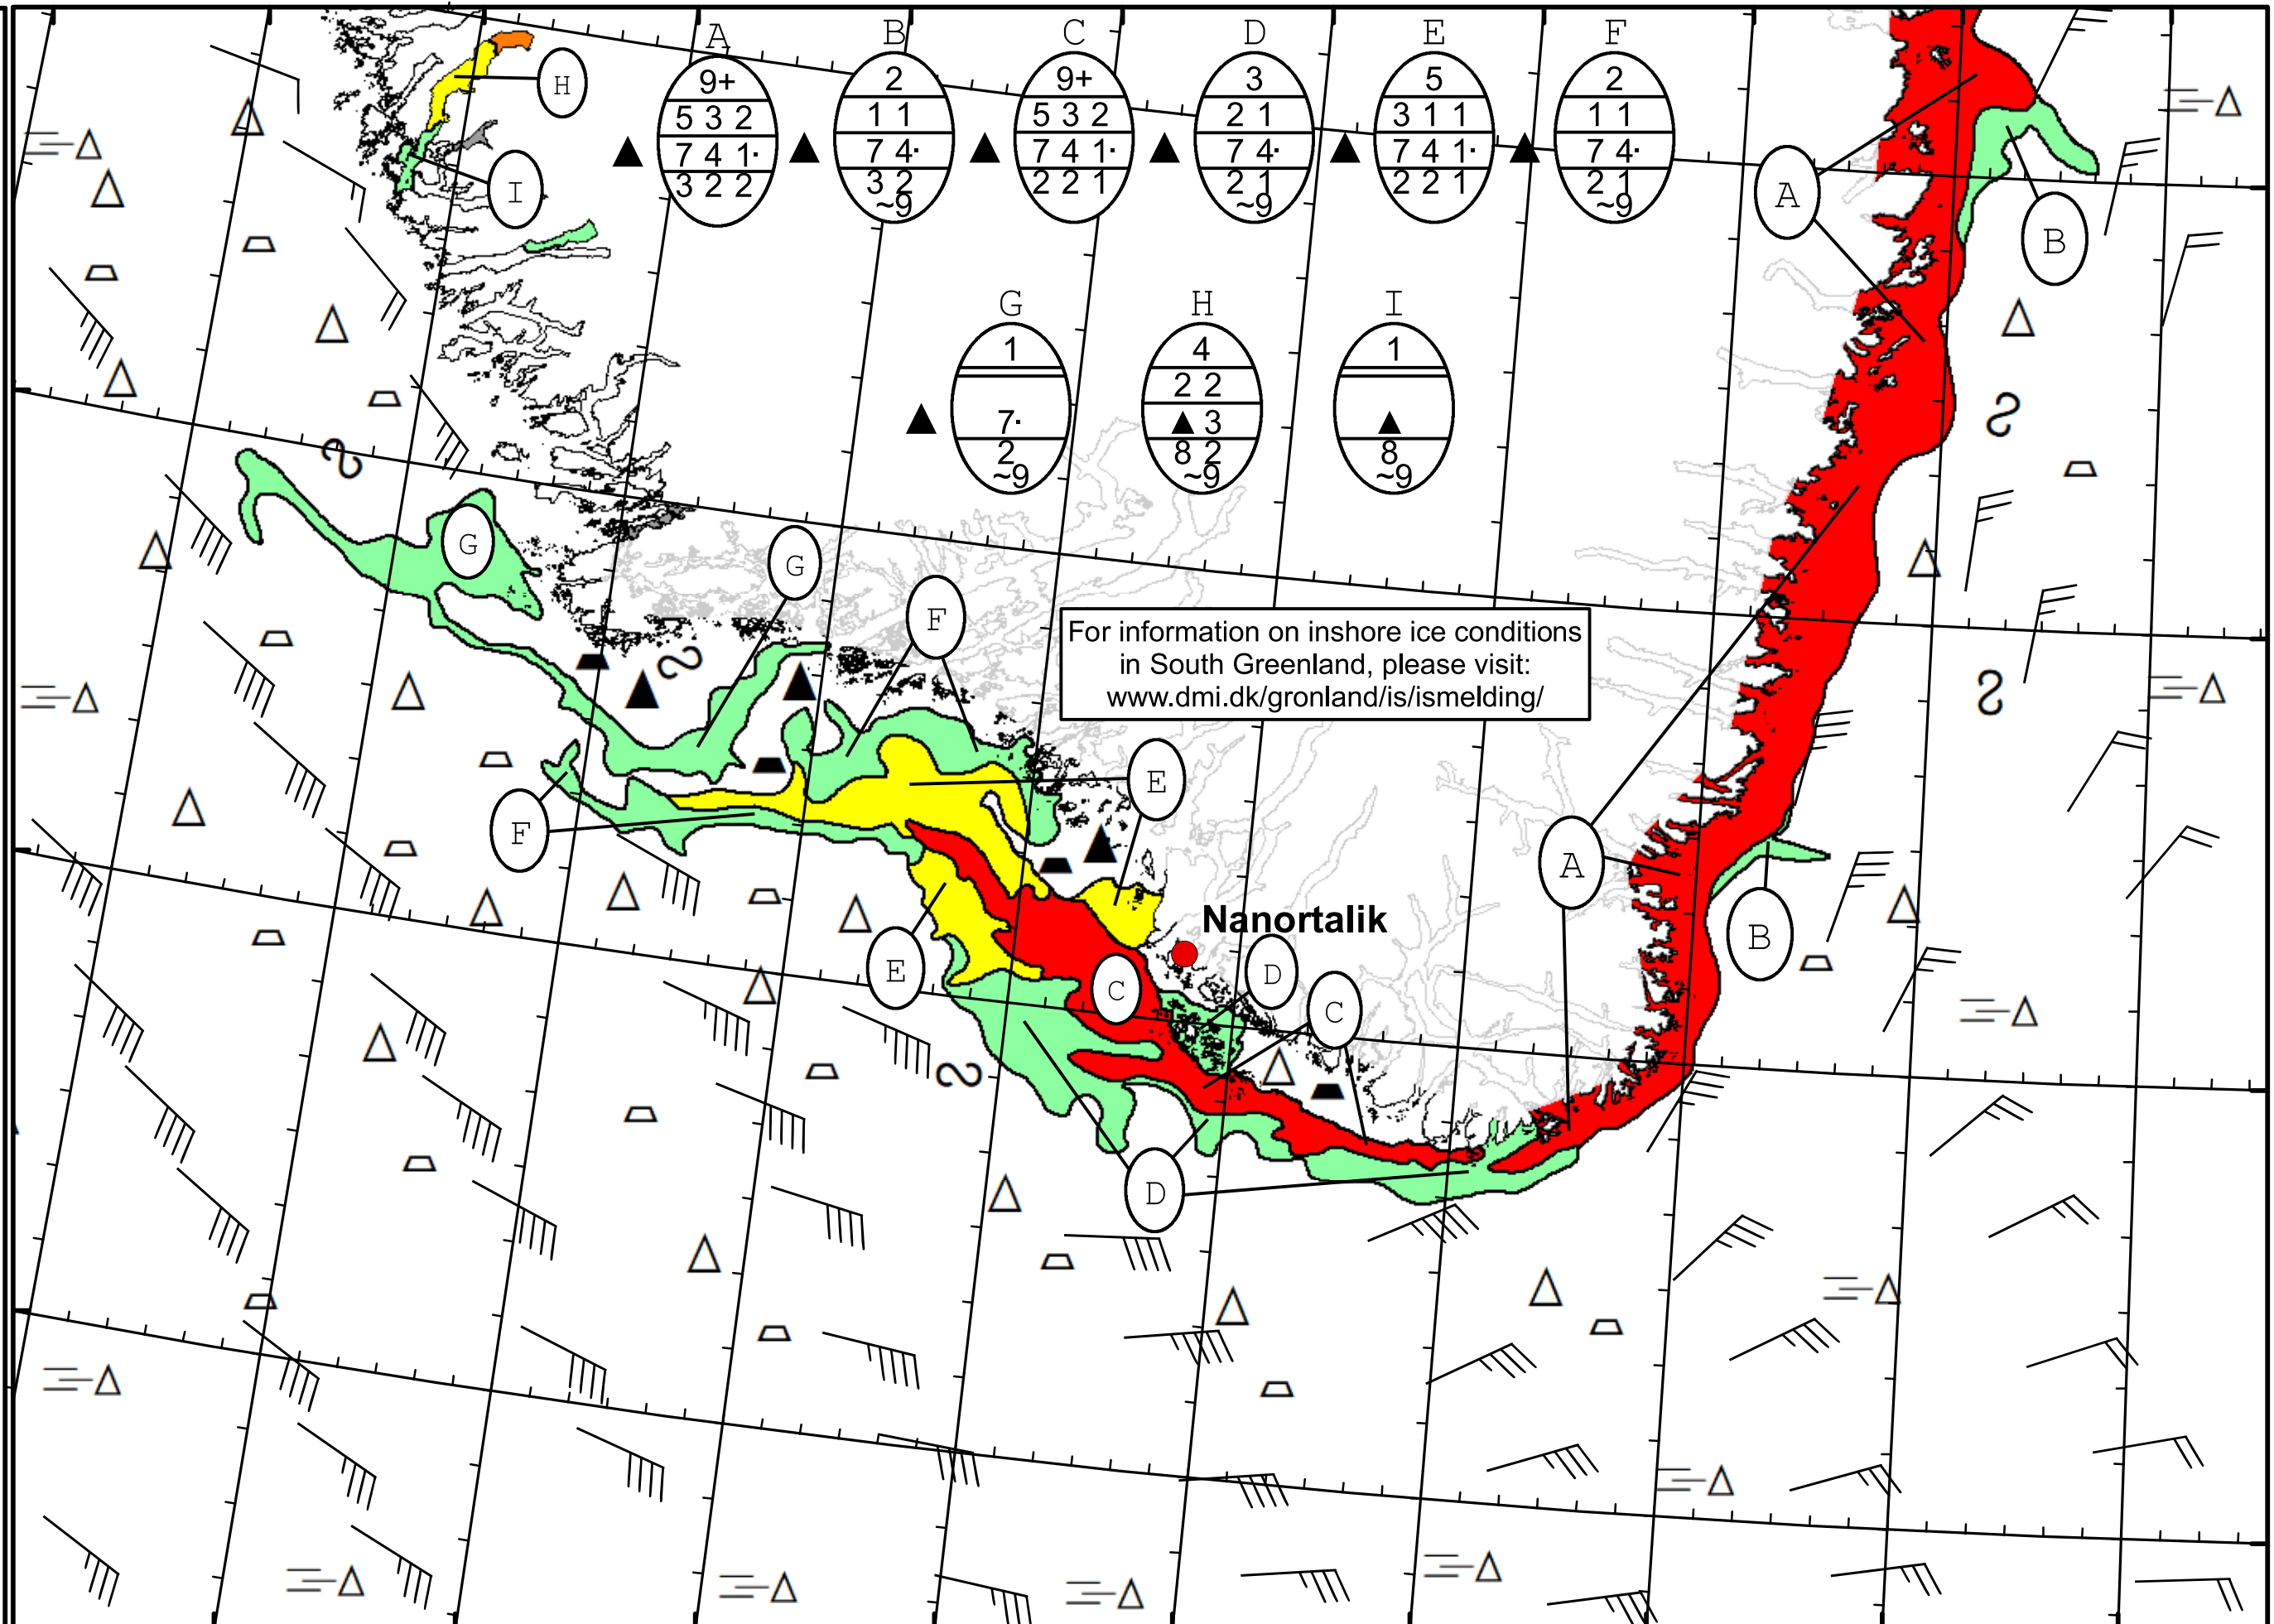 A B C D E F
9+ 2 9+ 3 5 2
5 3 2 1 1 5 3 2 2 1 3 1 1 1 1
7 4 1· 7 4· 7 4 1· 7 4· 7 4 1· 7 4·
3 2 2 3 2 2 2 1 2 1 2 2 1 2 1
~9 ~9 ~9
H
I
A
B
G H I
1 4 1
2 2
7· ▲ 3 ▲
2 8 2 8
~9 ~9 ~9
G
G
F
For information on inshore ice conditions
in South Greenland, please visit:
www.dmi.dk/gronland/is/ismelding/
E
F
A
Nanortalik
B
E
D
C
C
D